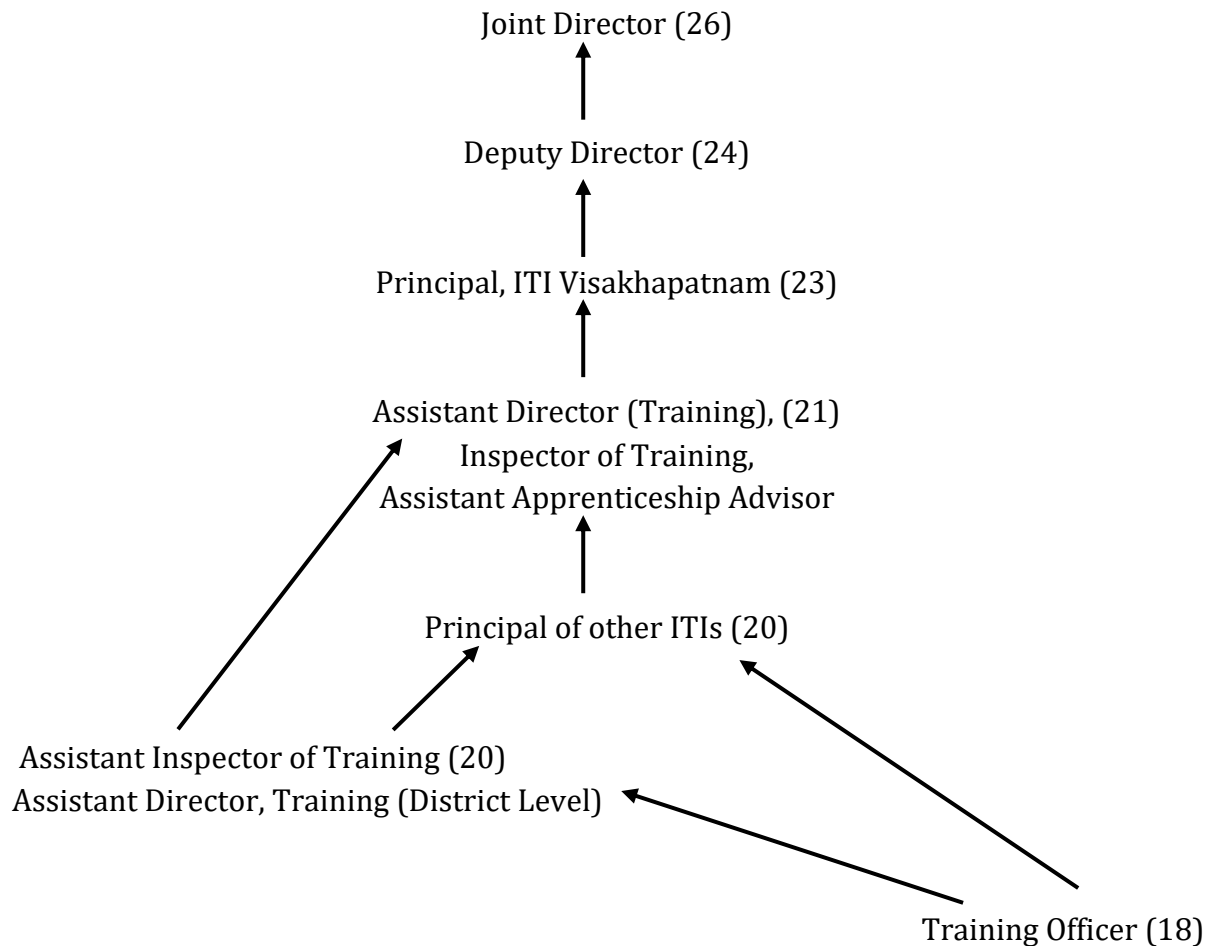 Joint Director (26)
Deputy Director (24)
Principal, ITI Visakhapatnam (23)
Assistant Director (Training), (21)
Inspector of Training,
Assistant Apprenticeship Advisor
Principal of other ITIs (20)
Assistant Inspector of Training (20)
Assistant Director, Training (District Level)
Training Officer (18)